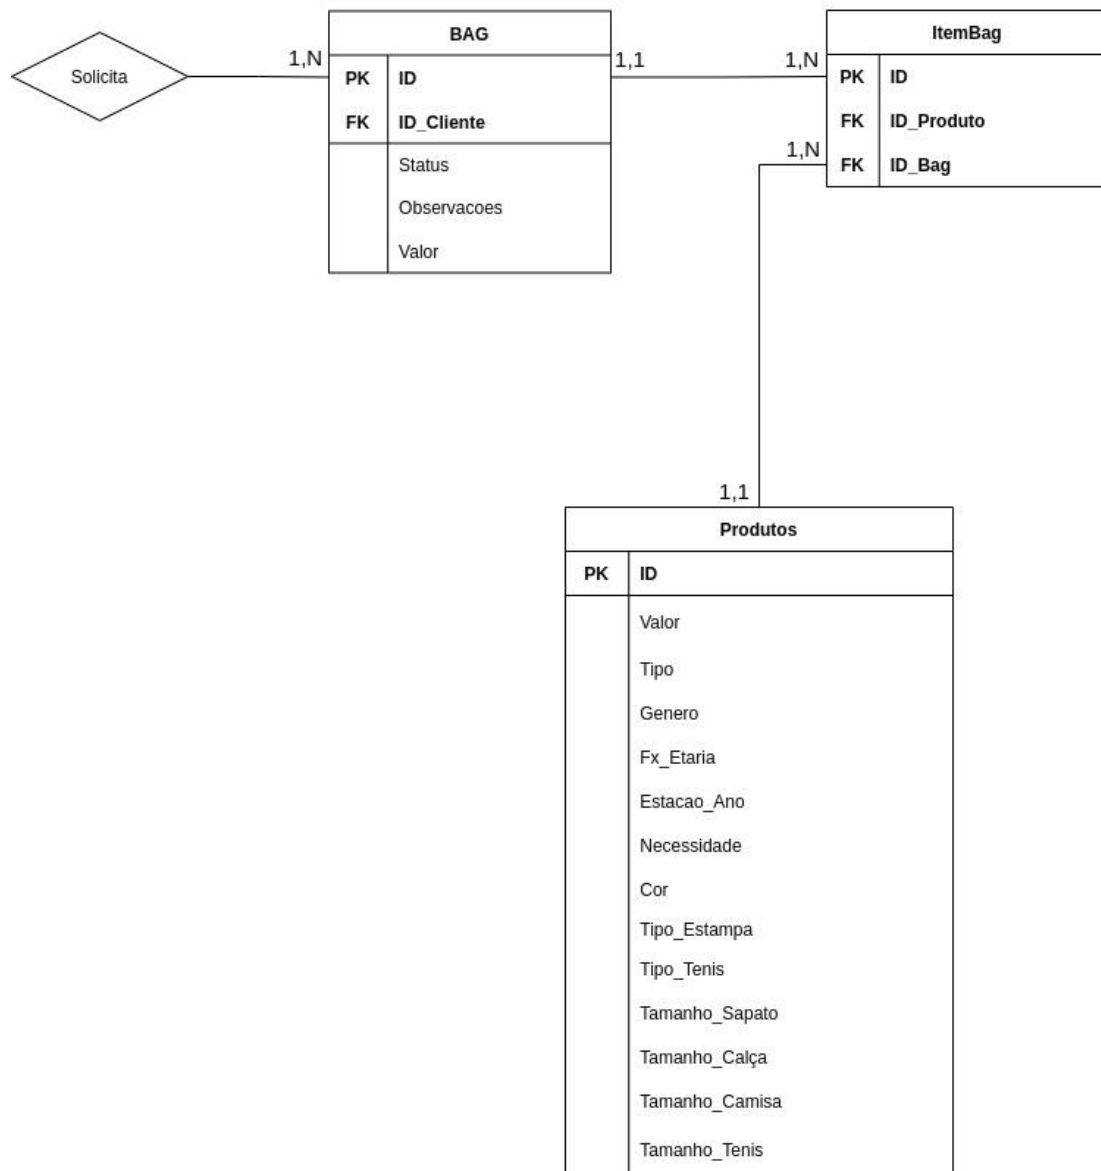 Solicita
1,N
BAG
PK ID
FK ID_Cliente
Status
Observacoes
Valor
1,1
1,N
ItemBag
PK ID
FK ID_Produto
FK ID_Bag
1,N
1,1
Produtos
PK ID
Valor
Tipo
Genero
Fx_Etaria
Estacao_Ano
Necessidade
Cor
Tipo_Estampa
Tipo_Tenis
Tamanho_Sapato
Tamanho_Calça
Tamanho_Camisa
Tamanho_Tenis